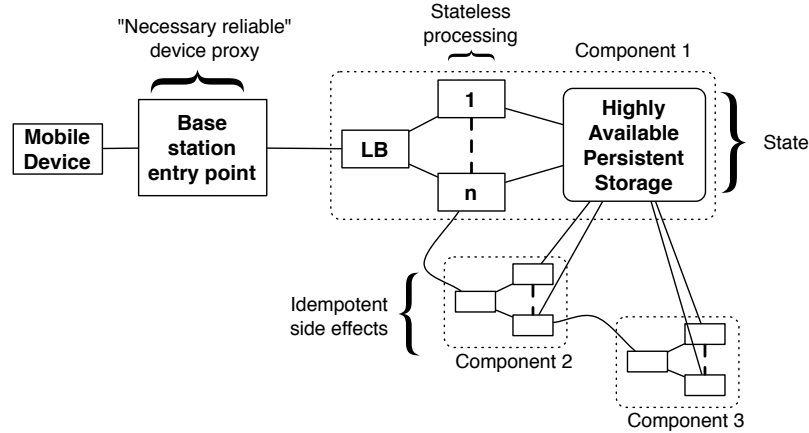 "Necessary reliable"
device proxy
Stateless
processing
Component 1
Mobile
Device
Base
station
entry point
LB
1
n
Highly
Available
Persistent
Storage
State
Idempotent
side effects
Component 2
Component 3